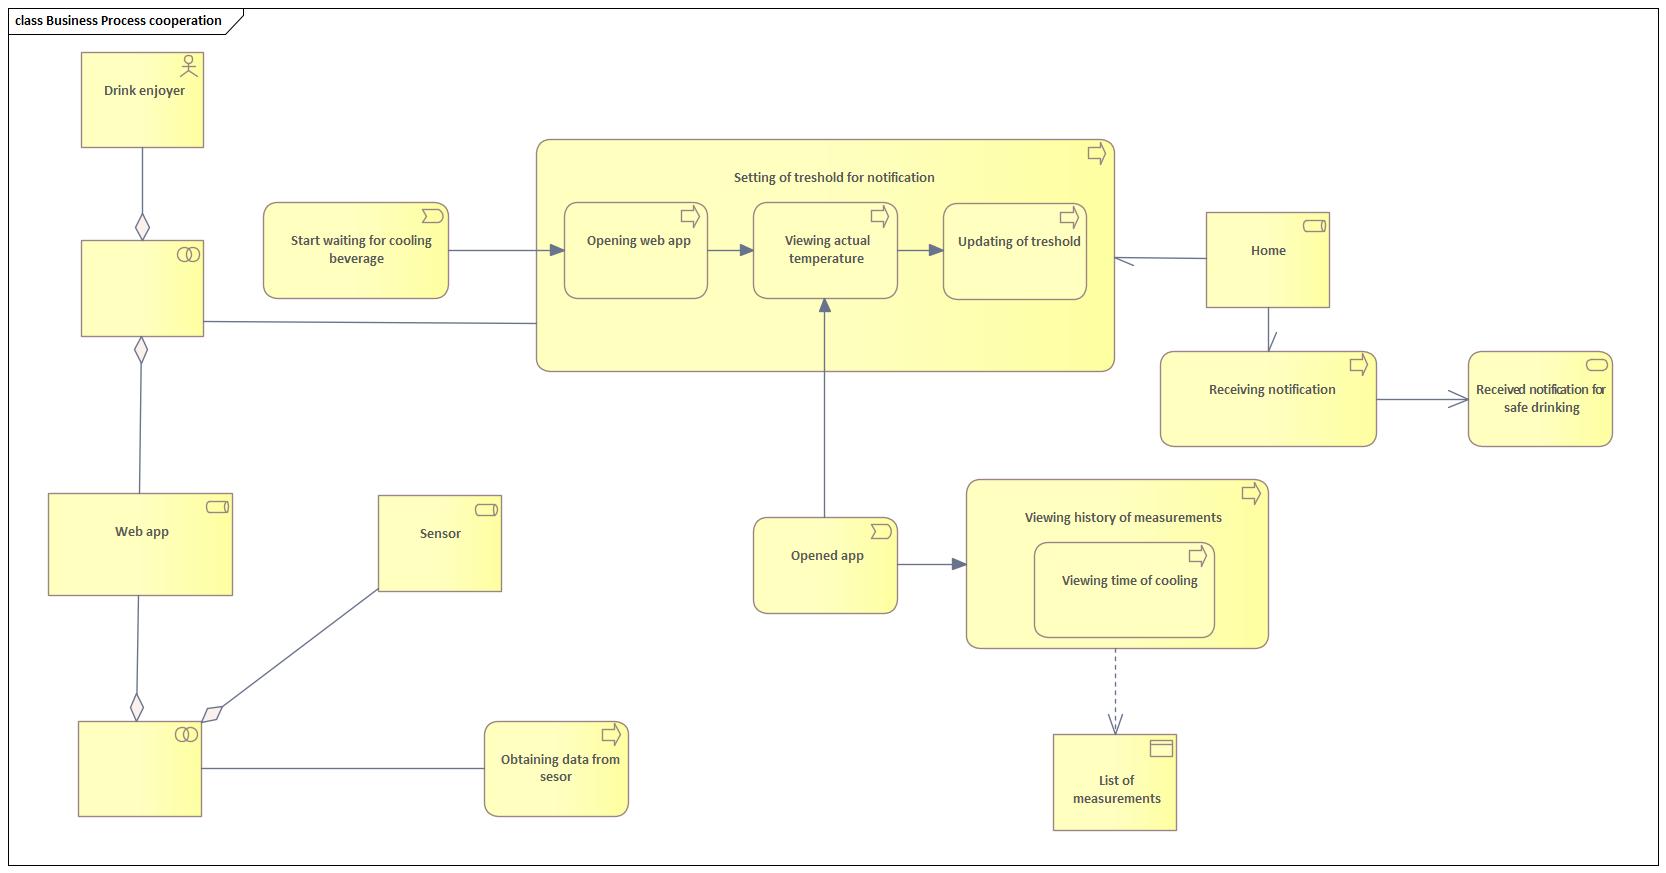 class Business Process cooperation
Drink enjoyer
Setting of treshold for notification
Start waiting for cooling
beverage
Opening web app
Viewing actual
temperature
Updating of treshold
Home
Receiving notification
Received notification for
safe drinking
Web app
Sensor
Opened app
Viewing history of measurements
Viewing time of cooling
Obtaining data from
sesor
List of
measurements